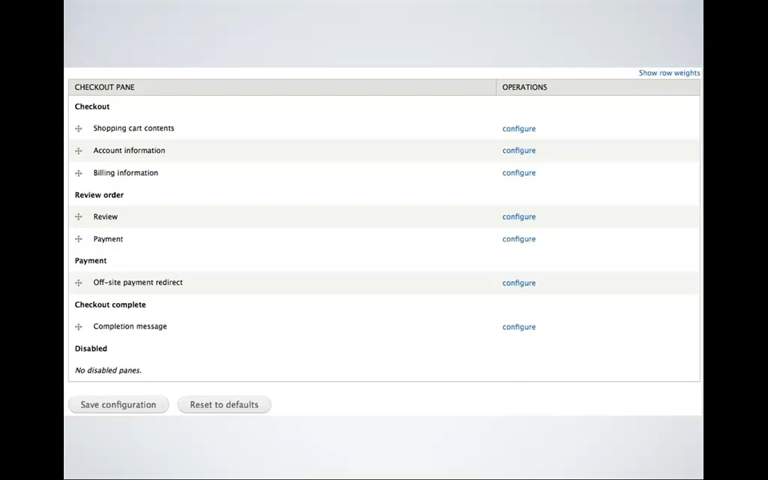 Show row weights
CHECKOUT PANE OPERATIONS
Checkout
Shopping cart contents configure
Account information configure
Billing information configure
Review order
Review configure
Payment configure
Payment
Off-site payment redirect configure
Checkout complete
Completion message configure
Disabled
No disabled panes.
Save configuration Reset to defaults